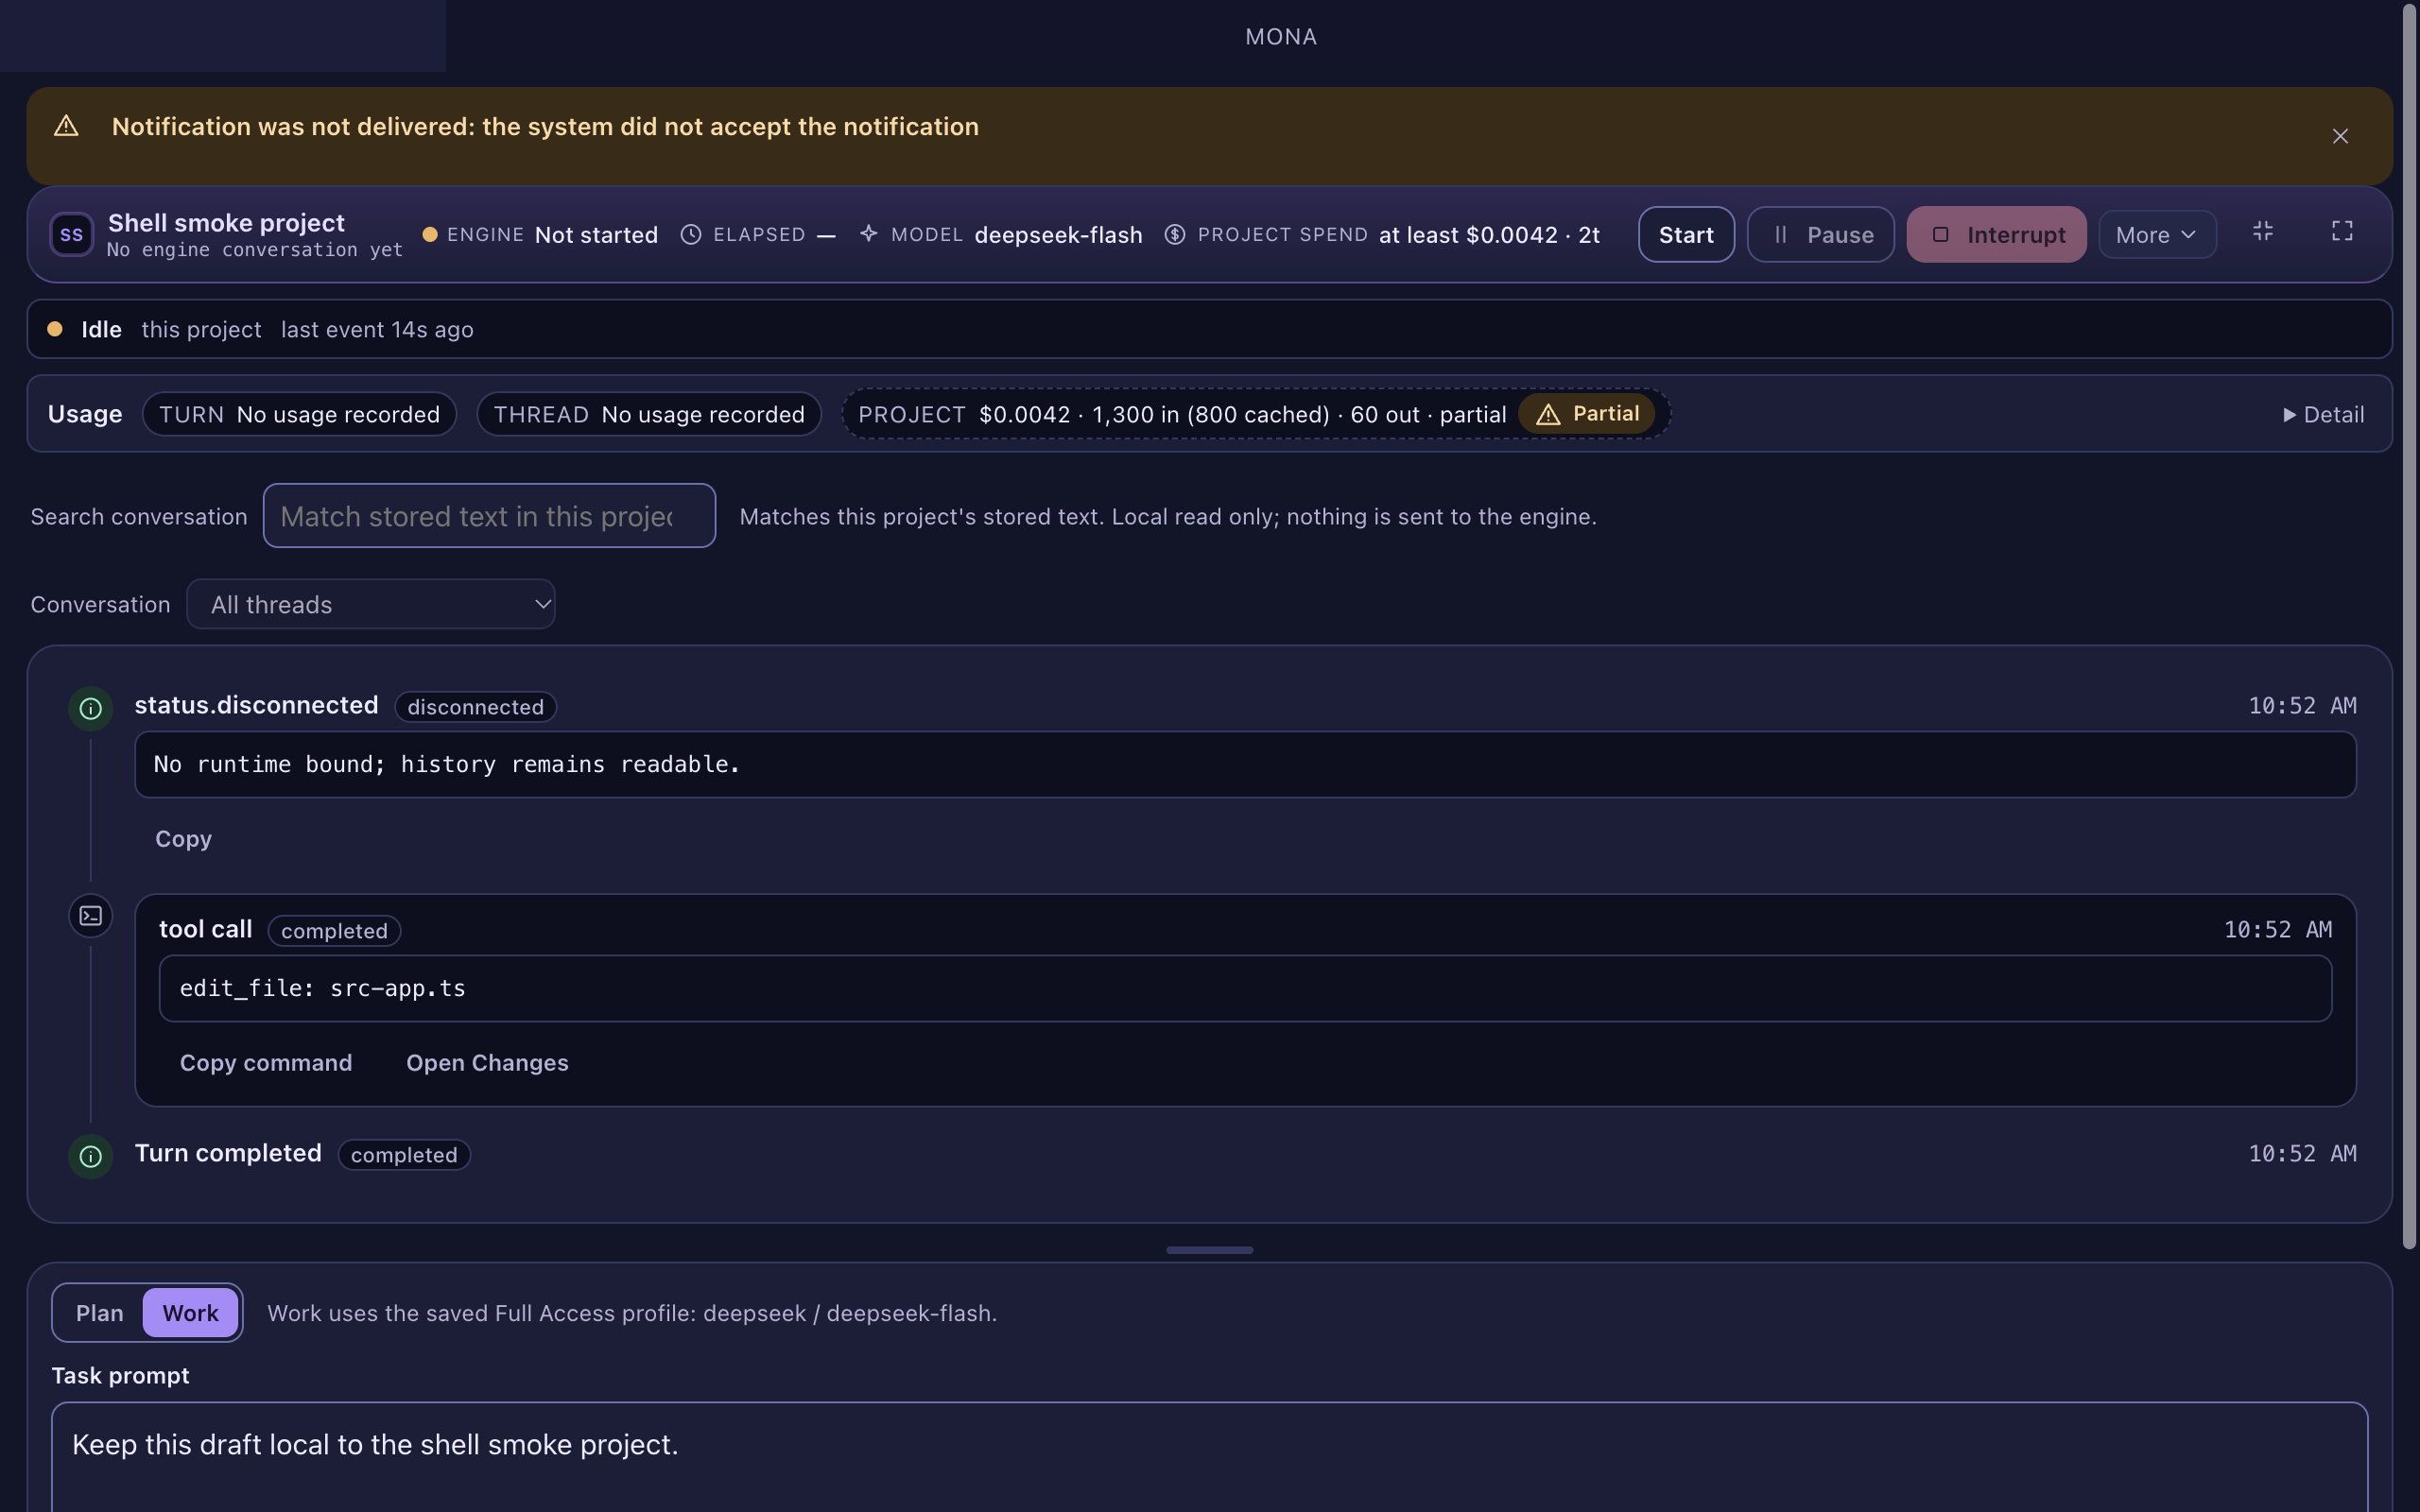 MONA
Notification was not delivered: the system did not accept the notification
SS
Shell smoke project
No engine conversation yet
ENGINE Not started
ELAPSED —
MODEL deepseek-flash
PROJECT SPEND at least $0.0042 · 2t
Start
Pause
Interrupt
More
Idle this project last event 14s ago
Usage
TURN No usage recorded
THREAD No usage recorded
PROJECT $0.0042 · 1,300 in (800 cached) · 60 out · partial
Partial
Detail
Search conversation
Match stored text in this projec
Matches this project's stored text. Local read only; nothing is sent to the engine.
Conversation
All threads
status.disconnected disconnected 10:52 AM
No runtime bound; history remains readable.
Copy
tool call completed 10:52 AM
edit_file: src-app.ts
Copy command Open Changes
Turn completed completed 10:52 AM
Plan Work Work uses the saved Full Access profile: deepseek / deepseek-flash.
Task prompt
Keep this draft local to the shell smoke project.